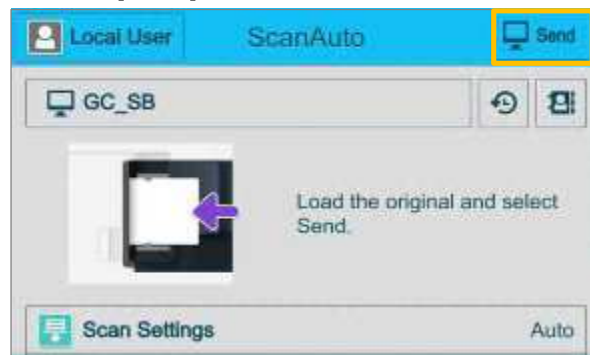 Local User
ScanAuto
Send
GC_SB
Load the original and select
Send.
Scan Settings
Auto